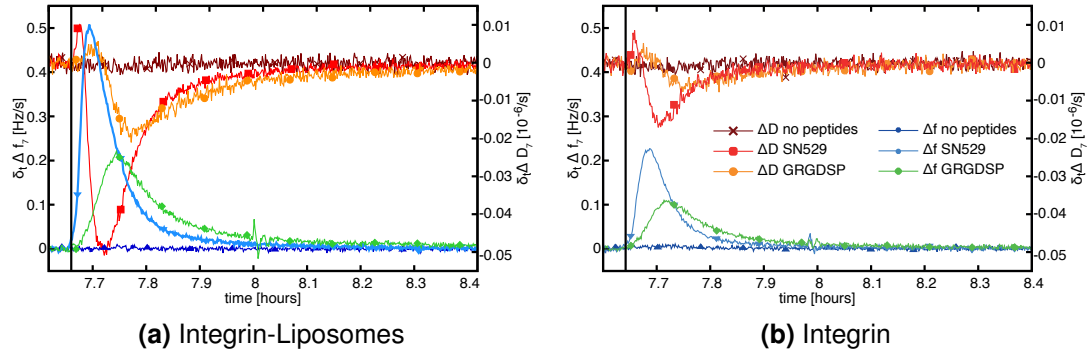 δt Δ f7 [Hz/s]
0.5
0.4
0.3
0.2
0.1
0
0.01
0
-0.01
-0.02
-0.03
-0.04
-0.05
δt Δ D7 [10⁻⁶/s]
7.7 7.8 7.9 8 8.1 8.2 8.3 8.4
time [hours]
(a) Integrin-Liposomes
δt Δ f7 [Hz/s]
0.5
0.4
0.3
0.2
0.1
0
ΔD no peptides Δf no peptides
ΔD SN529 Δf SN529
ΔD GRGDSP Δf GRGDSP
0.01
0
-0.01
-0.02
-0.03
-0.04
-0.05
δt Δ D7 [10⁻⁶/s]
7.7 7.8 7.9 8 8.1 8.2 8.3 8.4
time [hours]
(b) Integrin